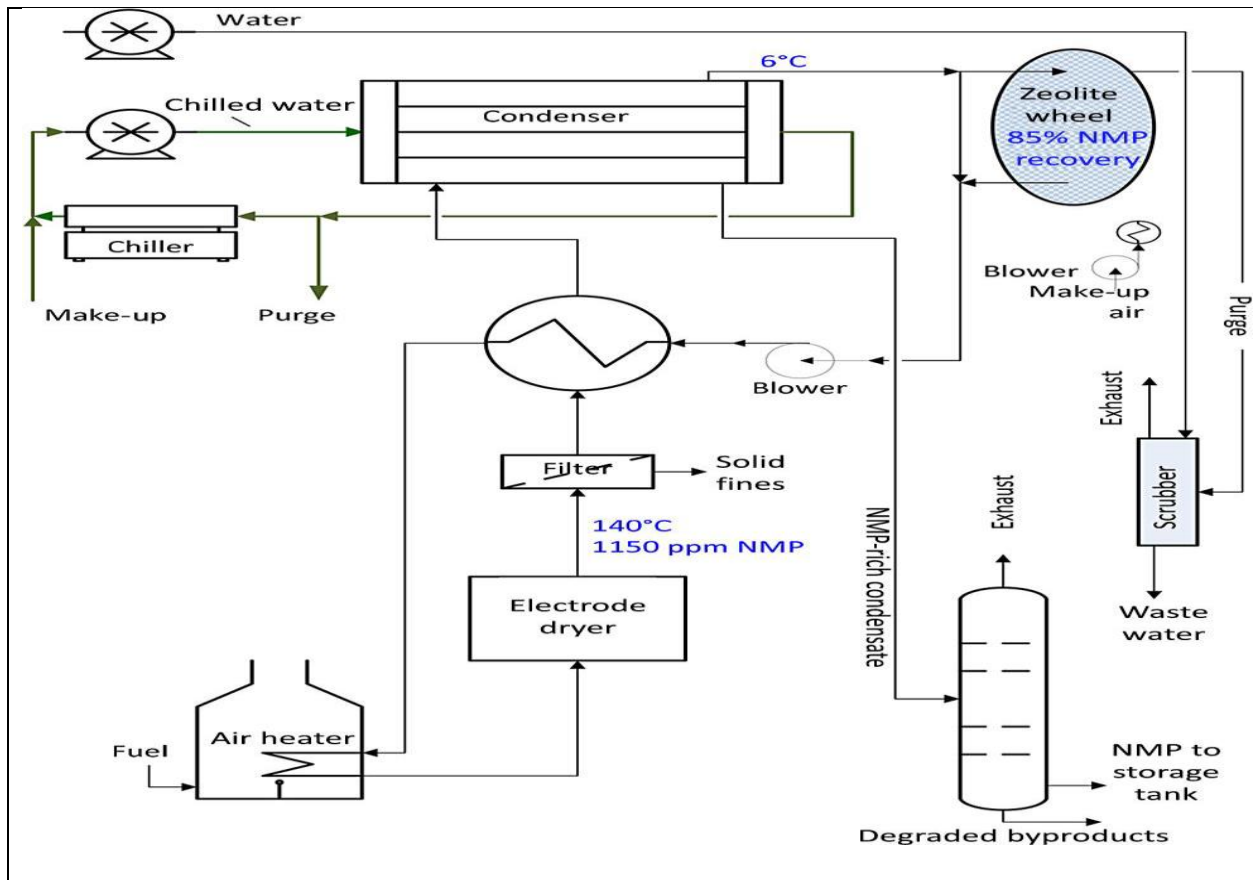 Water
6°C
Chilled water
Condenser
Zeolite
wheel
85% NMP
recovery
Chiller
Blower
Make-up
air
Make-up
Purge
Purge
Blower
Exhaust
Filter
Solid
fines
Scrubber
140°C
1150 ppm NMP
NMP-rich condensate
Exhaust
Electrode
dryer
Waste
water
Air heater
Fuel
NMP to
storage
tank
Degraded byproducts